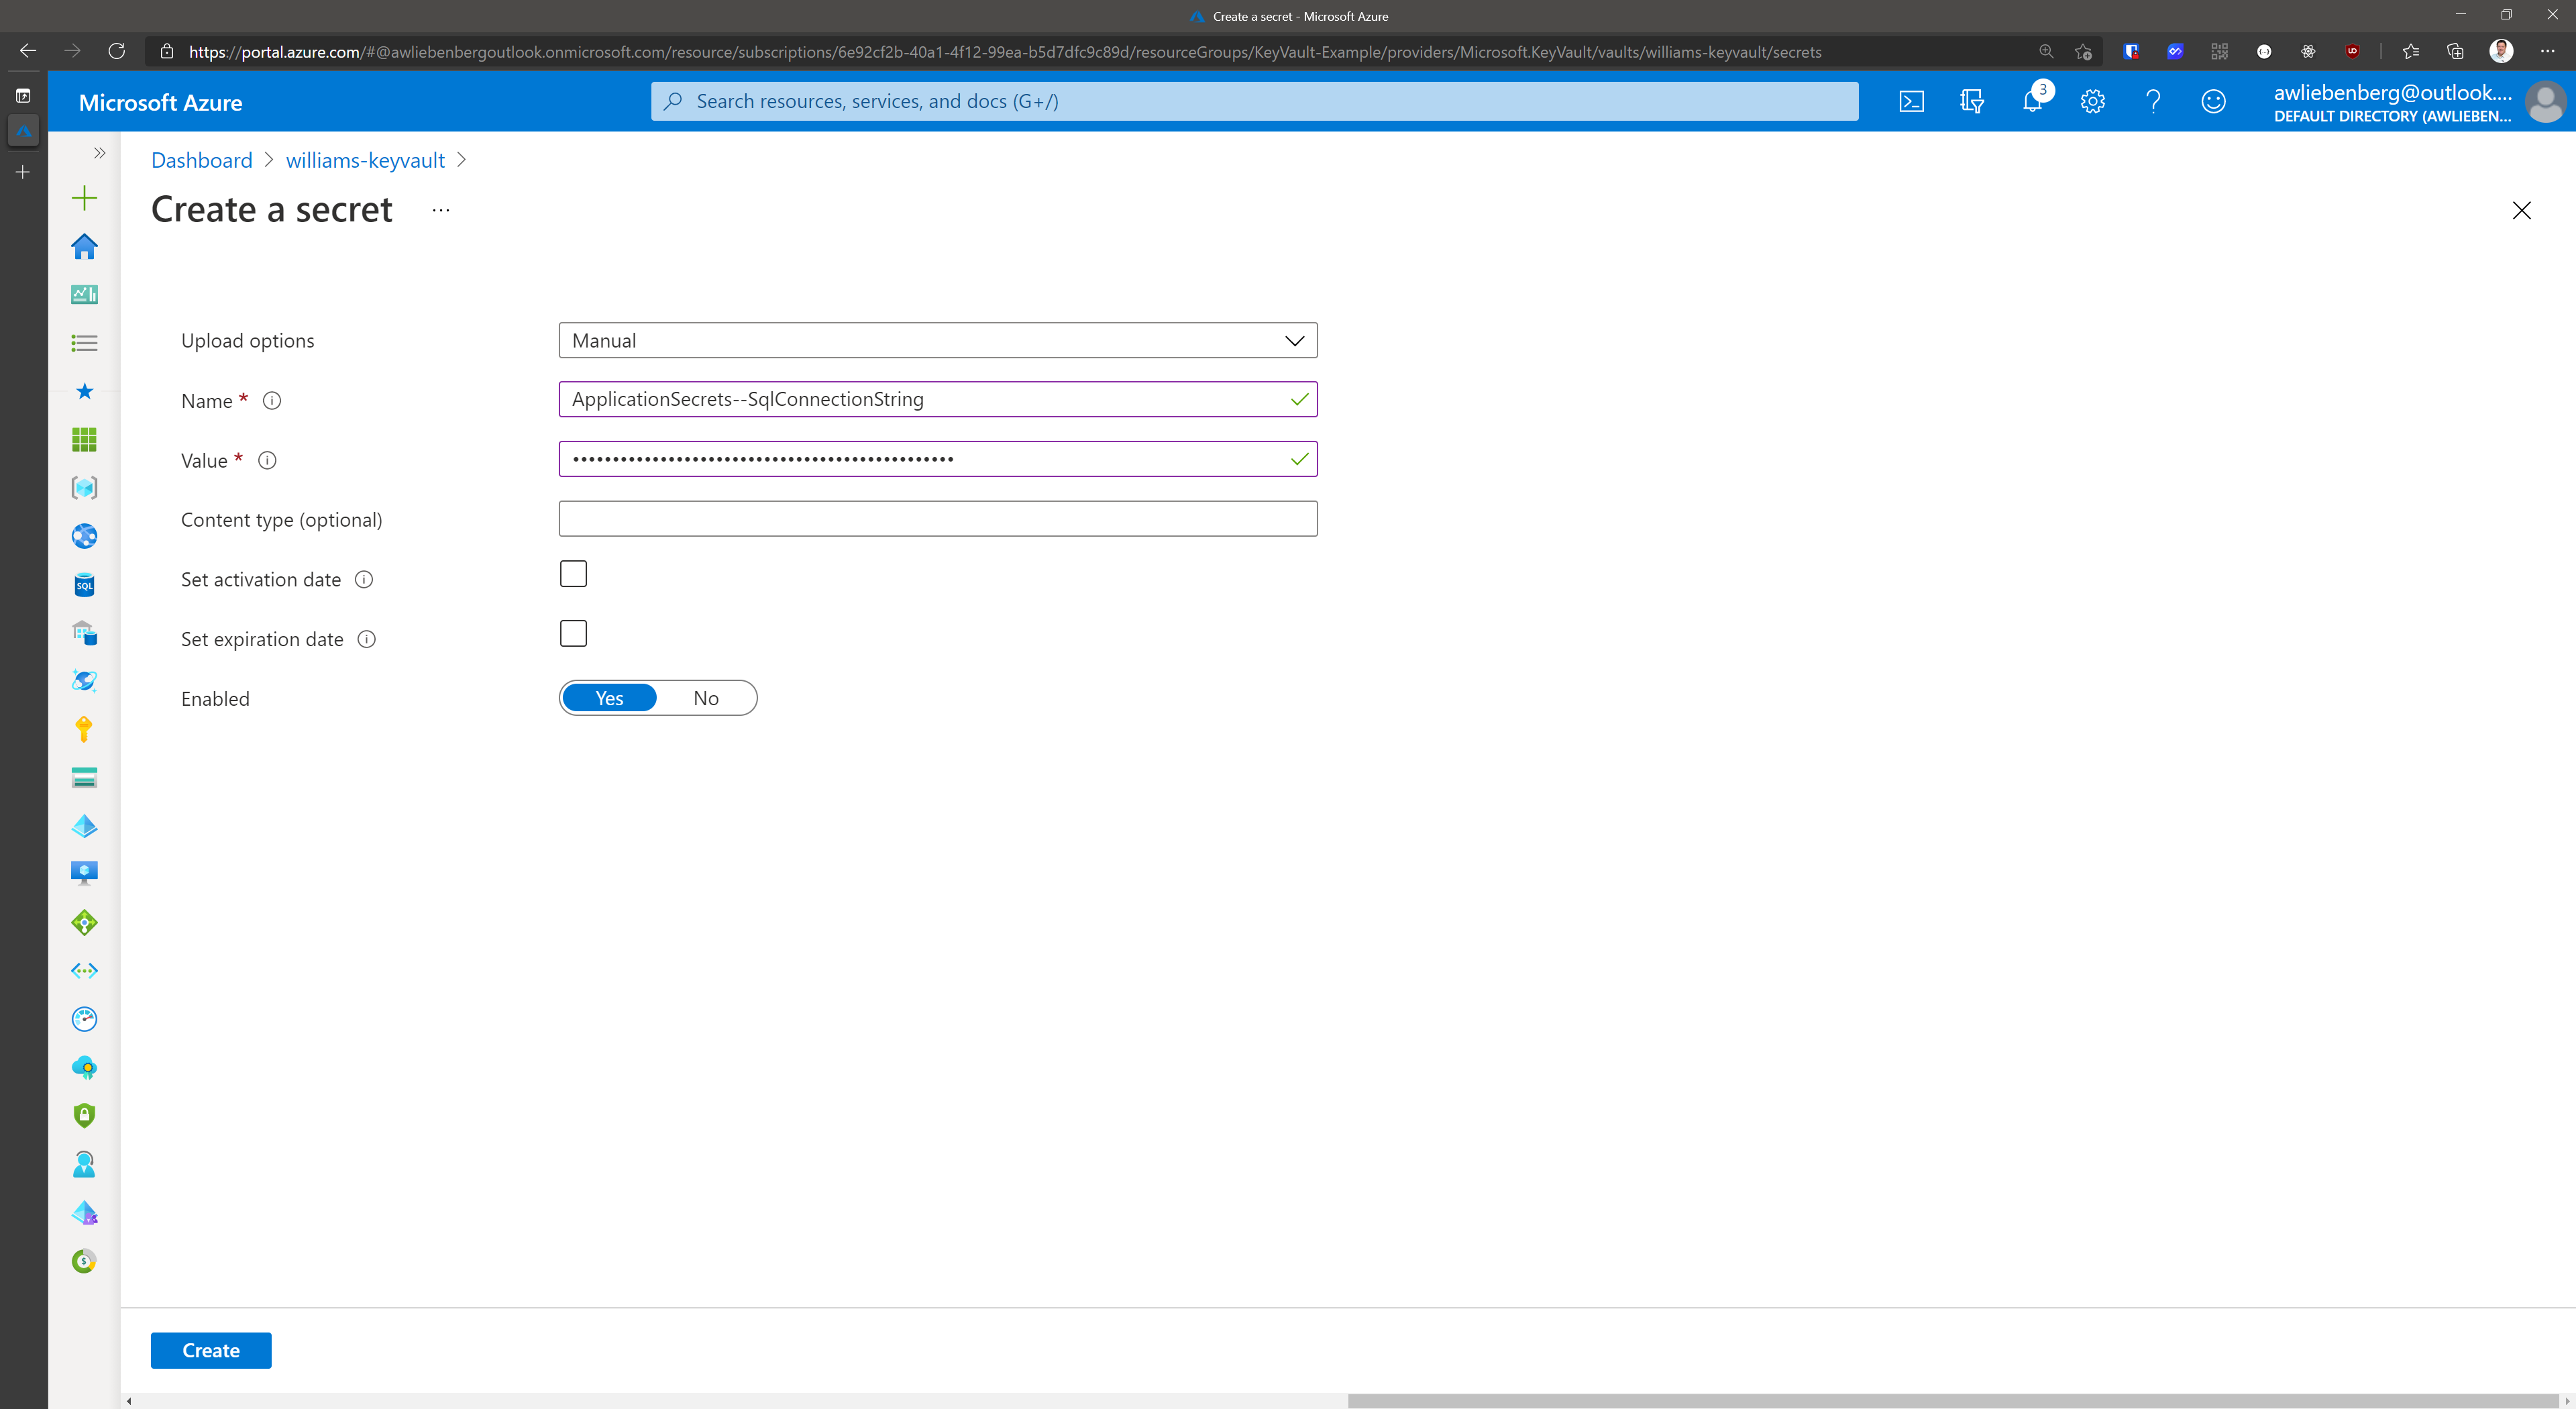 Create a secret - Microsoft Azure
https://portal.azure.com/#@awliebenbergoutlook.onmicrosoft.com/resource/subscriptions/6e92cf2b-40a1-4f12-99ea-b5d7dfc9c89d/resourceGroups/KeyVault-Example/providers/Microsoft.KeyVault/vaults/williams-keyvault/secrets
Microsoft Azure
Search resources, services, and docs (G+/)
3
awliebenberg@outlook....
DEFAULT DIRECTORY (AWLIEBEN...
Dashboard > williams-keyvault >
Create a secret ...
Upload options
Manual
Name *
ApplicationSecrets--SqlConnectionString
Value *
••••••••••••••••••••••••••••••••••••••••••••••••
Content type (optional)
Set activation date
Set expiration date
Enabled
Yes No
SQL
Create